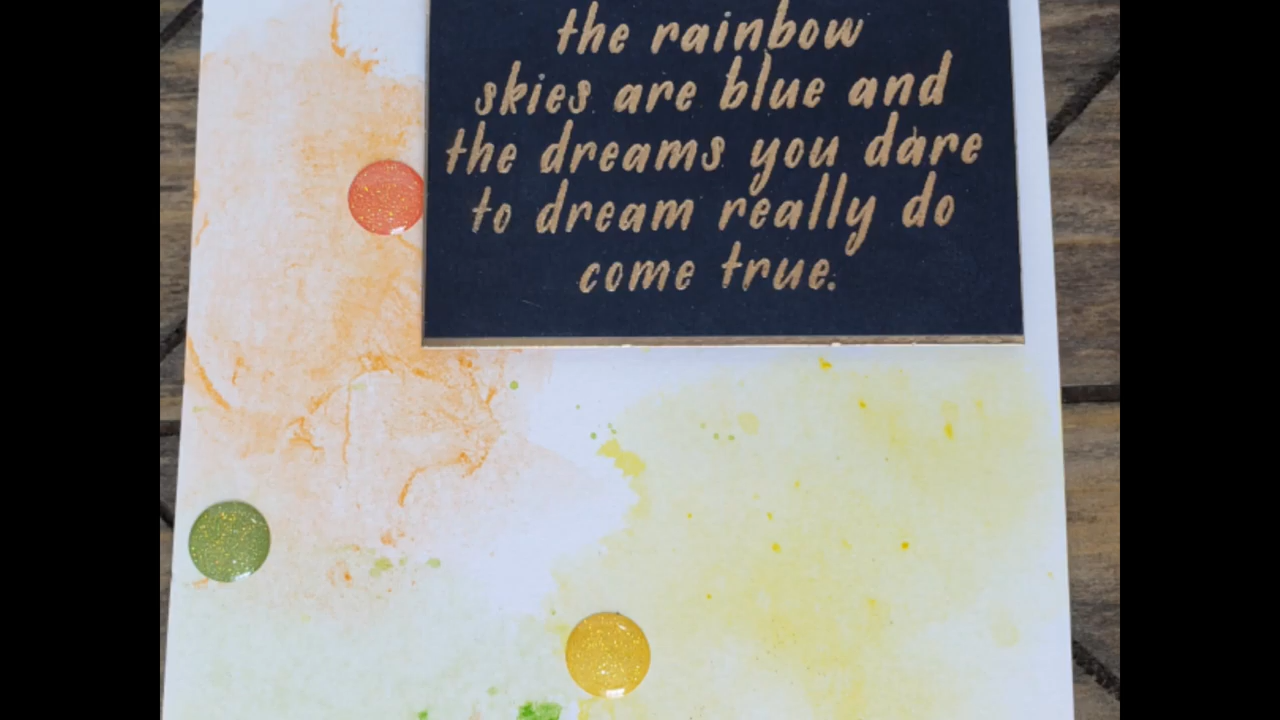 the rainbow
skies are blue and
the dreams you dare
to dream really do
come true.